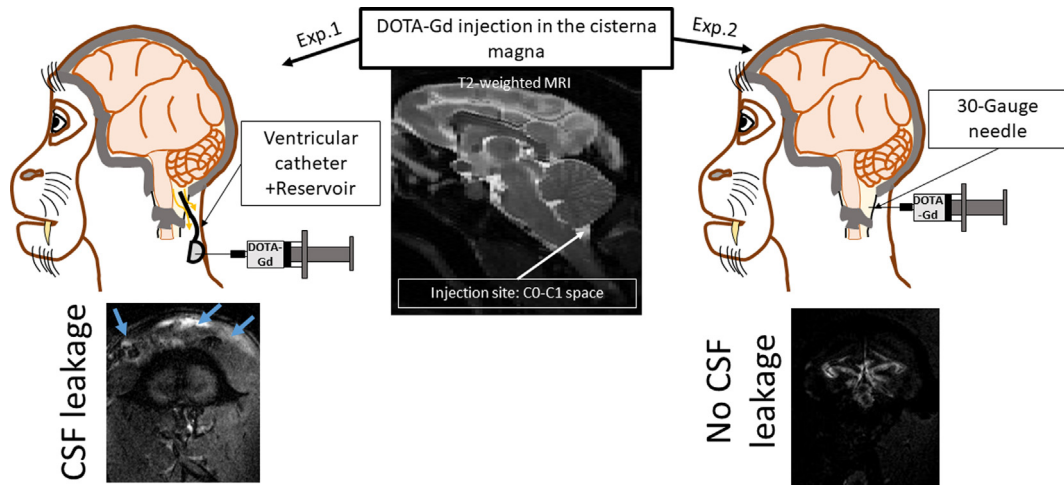 Exp.1
DOTA-Gd injection in the cisterna
magna
Exp.2
T2-weighted MRI
Ventricular
catheter
+Reservoir
30-Gauge
needle
DOTA-
Gd
DOTA
-Gd
Injection site: C0-C1 space
CSF leakage
No CSF
leakage